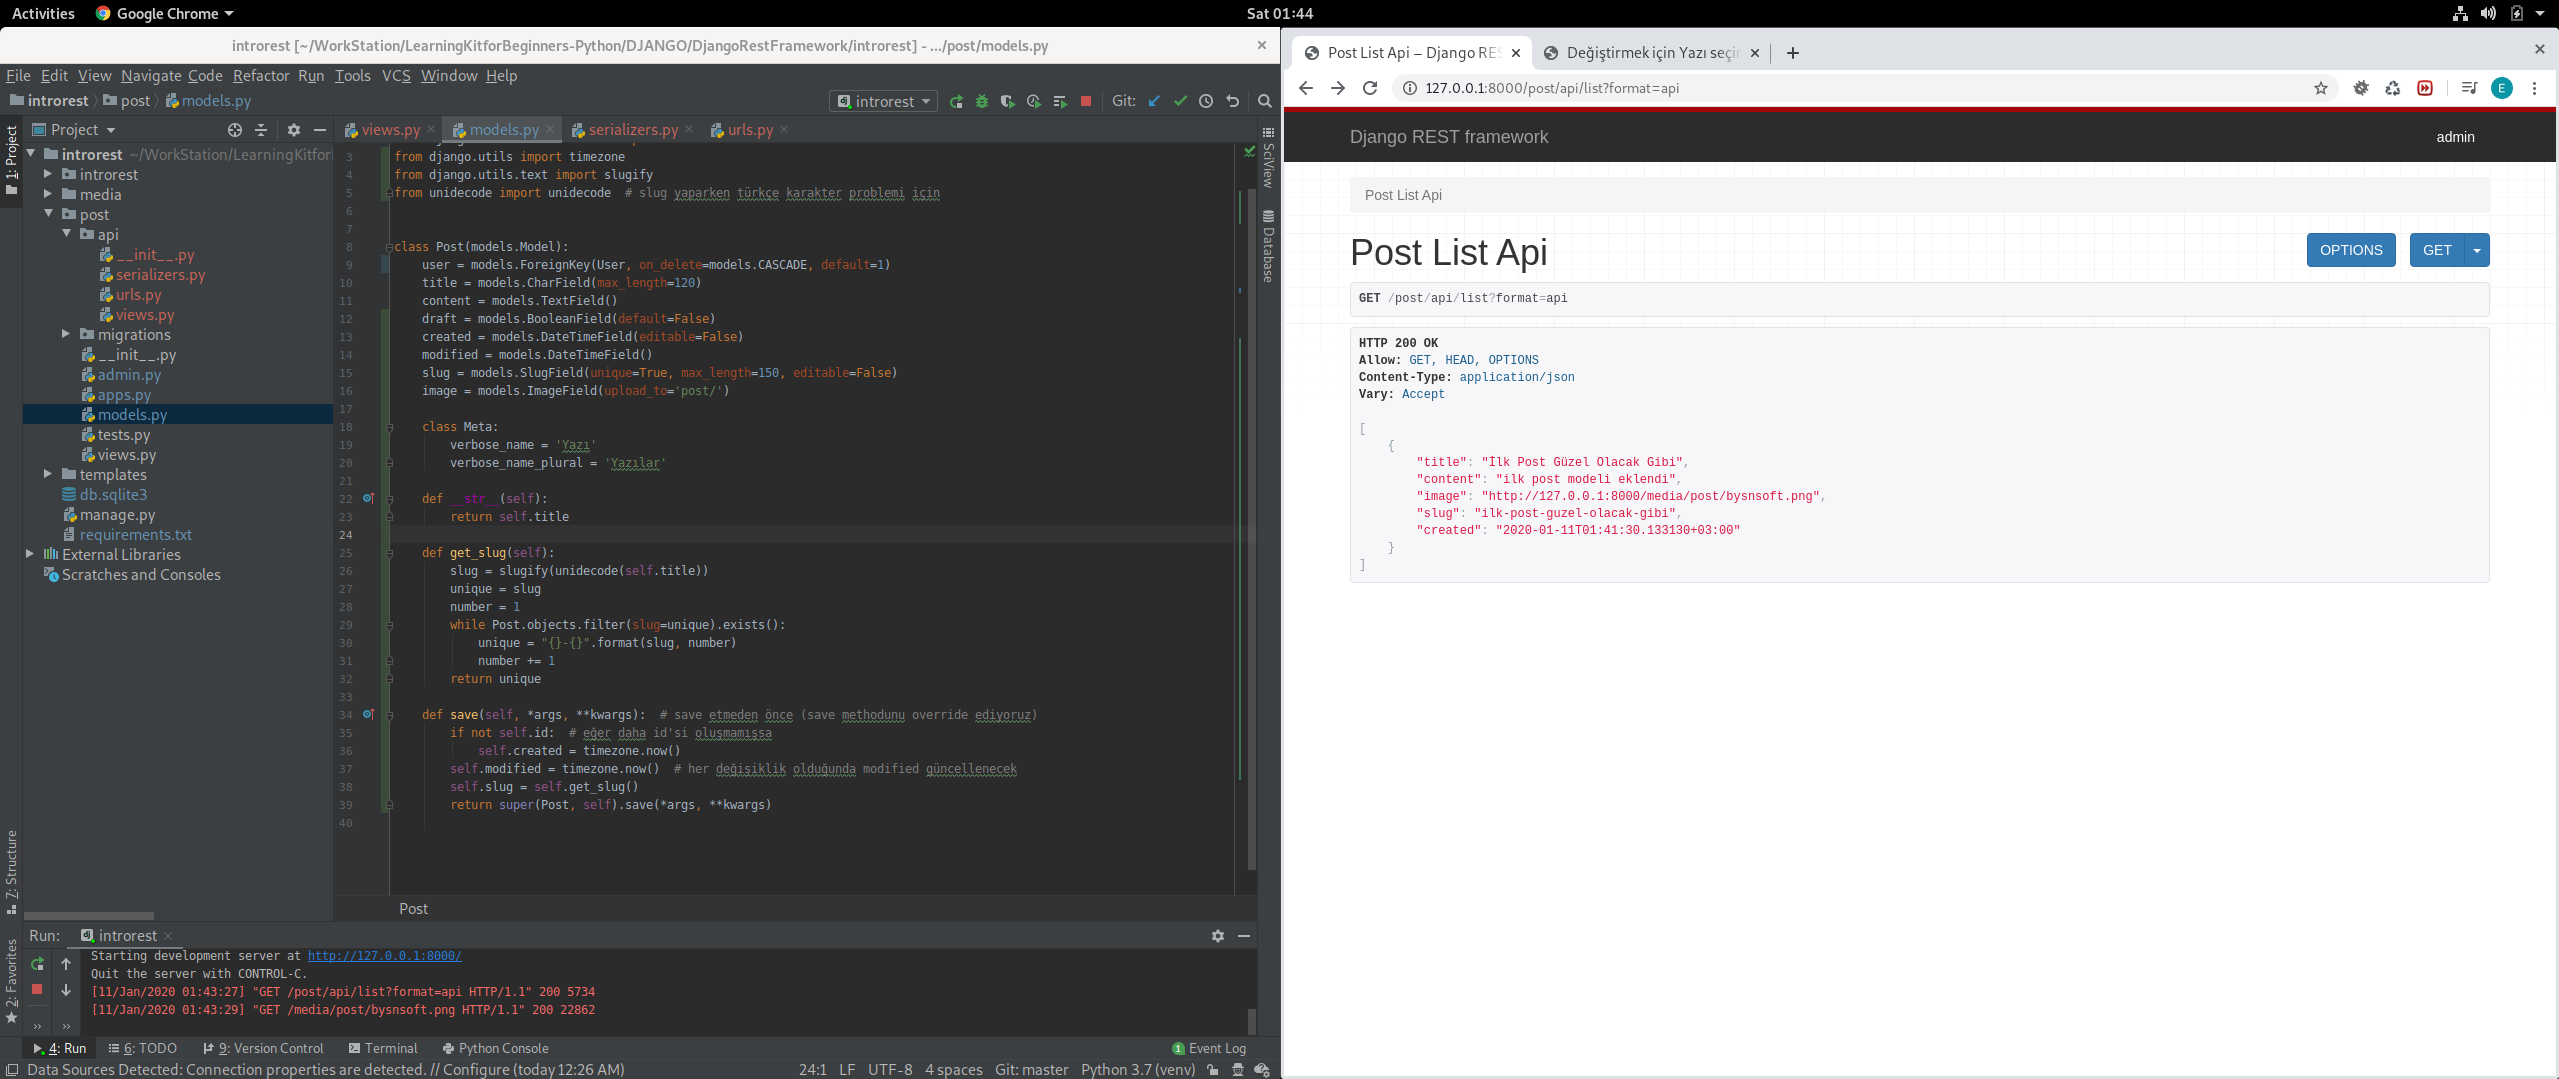 Activities
Google Chrome
Sat 01:44
introrest [~/WorkStation/LearningKitforBeginners-Python/DJANGO/DjangoRestFramework/introrest] - .../post/models.py
File Edit View Navigate Code Refactor Run Tools VCS Window Help
introrest post models.py
introrest
Git:
1: Project
7: Structure
2: Favorites
Project
introrest ~/WorkStation/LearningKitfor
introrest
media
post
api
__init__.py
serializers.py
urls.py
views.py
migrations
__init__.py
admin.py
apps.py
models.py
tests.py
views.py
templates
db.sqlite3
manage.py
requirements.txt
External Libraries
Scratches and Consoles
views.py models.py serializers.py urls.py
3 from django.utils import timezone
4 from django.utils.text import slugify
5 from unidecode import unidecode  # slug yaparken türkçe karakter problemi için
6
7
8 class Post(models.Model):
9     user = models.ForeignKey(User, on_delete=models.CASCADE, default=1)
10     title = models.CharField(max_length=120)
11     content = models.TextField()
12     draft = models.BooleanField(default=False)
13     created = models.DateTimeField(editable=False)
14     modified = models.DateTimeField()
15     slug = models.SlugField(unique=True, max_length=150, editable=False)
16     image = models.ImageField(upload_to='post/')
17
18     class Meta:
19         verbose_name = 'Yazı'
20         verbose_name_plural = 'Yazılar'
21
22     def __str__(self):
23         return self.title
24
25     def get_slug(self):
26         slug = slugify(unidecode(self.title))
27         unique = slug
28         number = 1
29         while Post.objects.filter(slug=unique).exists():
30             unique = "{}-{}".format(slug, number)
31             number += 1
32         return unique
33
34     def save(self, *args, **kwargs):  # save etmeden önce (save methodunu override ediyoruz)
35         if not self.id:  # eğer daha id'si oluşmamışsa
36             self.created = timezone.now()
37         self.modified = timezone.now()  # her değişiklik olduğunda modified güncellenecek
38         self.slug = self.get_slug()
39         return super(Post, self).save(*args, **kwargs)
40
Post
SciView
Database
Run: introrest
Starting development server at http://127.0.0.1:8000/
Quit the server with CONTROL-C.
[11/Jan/2020 01:43:27] "GET /post/api/list?format=api HTTP/1.1" 200 5734
[11/Jan/2020 01:43:29] "GET /media/post/bysnsoft.png HTTP/1.1" 200 22862
4: Run 6: TODO 9: Version Control Terminal Python Console 1 Event Log
Data Sources Detected: Connection properties are detected. // Configure (today 12:26 AM) 24:1 LF UTF-8 4 spaces Git: master Python 3.7 (venv)
Post List Api – Django RES
Değiştirmek için Yazı seçin
127.0.0.1:8000/post/api/list?format=api
E
Django REST framework
admin
Post List Api
Post List Api
OPTIONS GET
GET /post/api/list?format=api
HTTP 200 OK
Allow: GET, HEAD, OPTIONS
Content-Type: application/json
Vary: Accept
[
    {
        "title": "İlk Post Güzel Olacak Gibi",
        "content": "ilk post modeli eklendi",
        "image": "http://127.0.0.1:8000/media/post/bysnsoft.png",
        "slug": "ilk-post-guzel-olacak-gibi",
        "created": "2020-01-11T01:41:30.133130+03:00"
    }
]